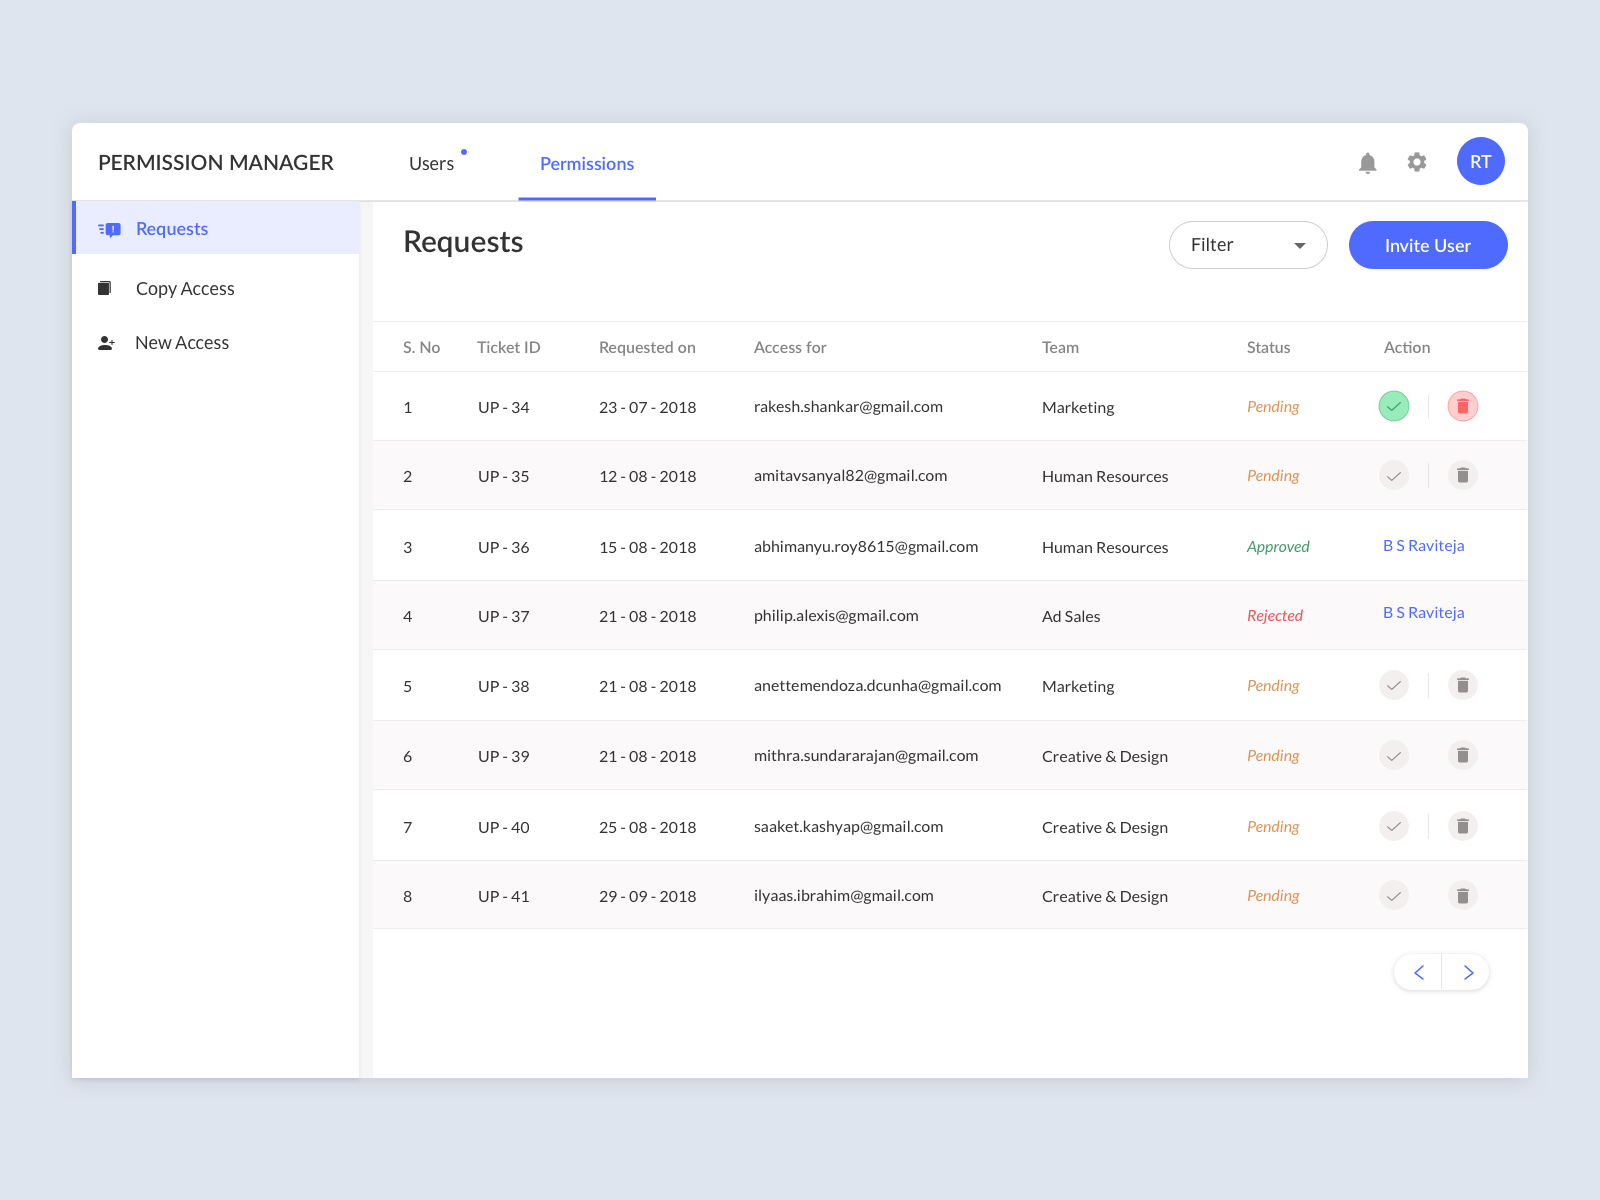 PERMISSION MANAGER Users Permissions RT
Requests
Copy Access
New Access
Requests Filter Invite User
S. No Ticket ID Requested on Access for Team Status Action
1 UP - 34 23 - 07 - 2018 rakesh.shankar@gmail.com Marketing Pending
2 UP - 35 12 - 08 - 2018 amitavsanyal82@gmail.com Human Resources Pending
3 UP - 36 15 - 08 - 2018 abhimanyu.roy8615@gmail.com Human Resources Approved B S Raviteja
4 UP - 37 21 - 08 - 2018 philip.alexis@gmail.com Ad Sales Rejected B S Raviteja
5 UP - 38 21 - 08 - 2018 anettemendoza.dcunha@gmail.com Marketing Pending
6 UP - 39 21 - 08 - 2018 mithra.sundararajan@gmail.com Creative & Design Pending
7 UP - 40 25 - 08 - 2018 saaket.kashyap@gmail.com Creative & Design Pending
8 UP - 41 29 - 09 - 2018 ilyaas.ibrahim@gmail.com Creative & Design Pending